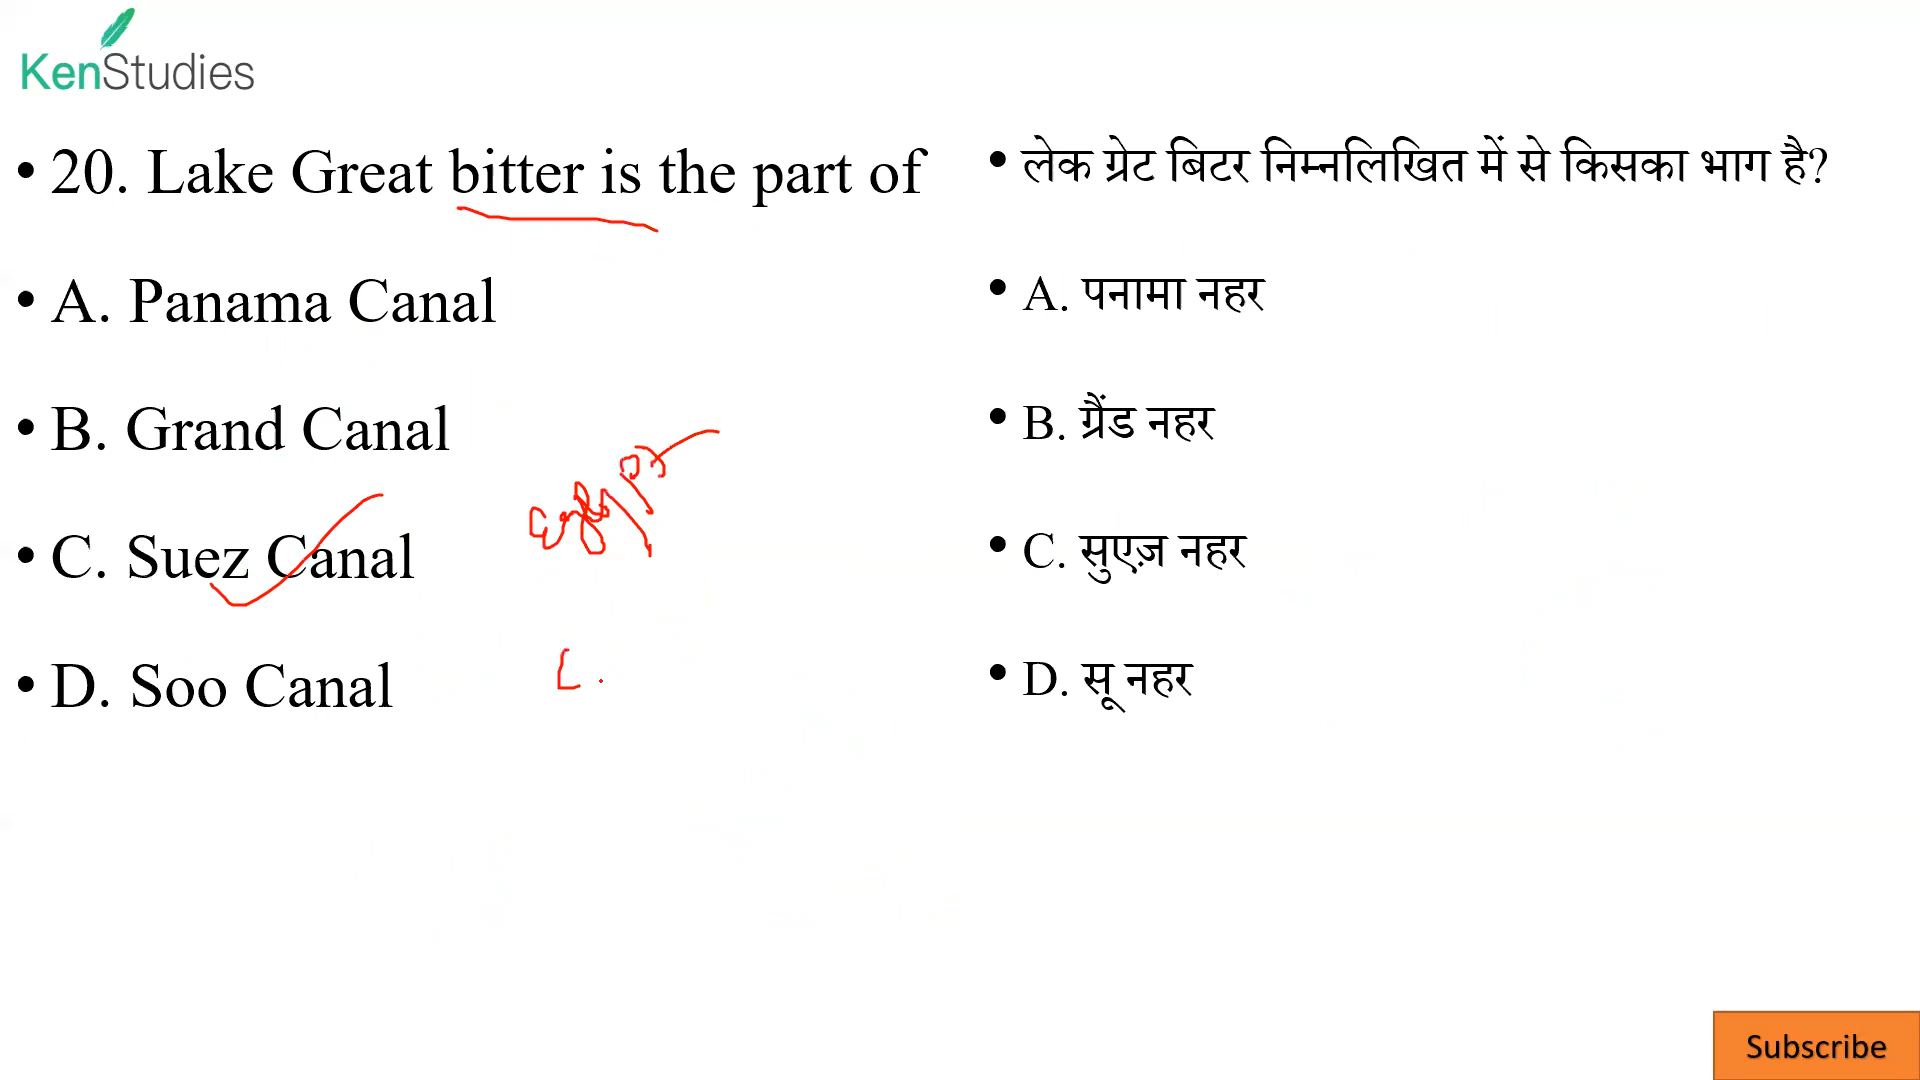 KenStudies
• 20. Lake Great bitter is the part of
• A. Panama Canal
• B. Grand Canal
• C. Suez Canal
• D. Soo Canal
Egypt
L
• लेक ग्रेट बिटर निम्नलिखित में से किसका भाग है?
• A. पनामा नहर
• B. ग्रैंड नहर
• C. सुएज़ नहर
• D. सू नहर
Subscribe